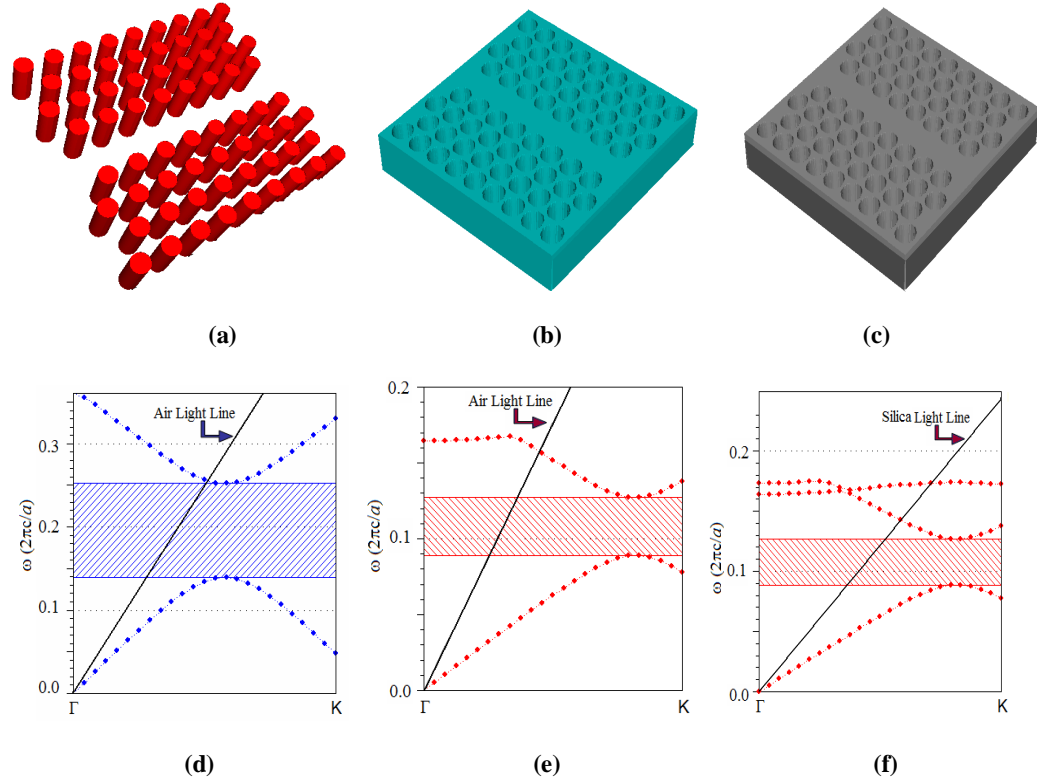 (a)
(b)
(c)
Air Light Line
ω (2πc/a)
0.3
0.2
0.1
0.0
Γ
K
(d)
Air Light Line
ω (2πc/a)
0.2
0.1
0.0
Γ
K
(e)
Silica Light Line
ω (2πc/a)
0.2
0.1
0.0
Γ
K
(f)